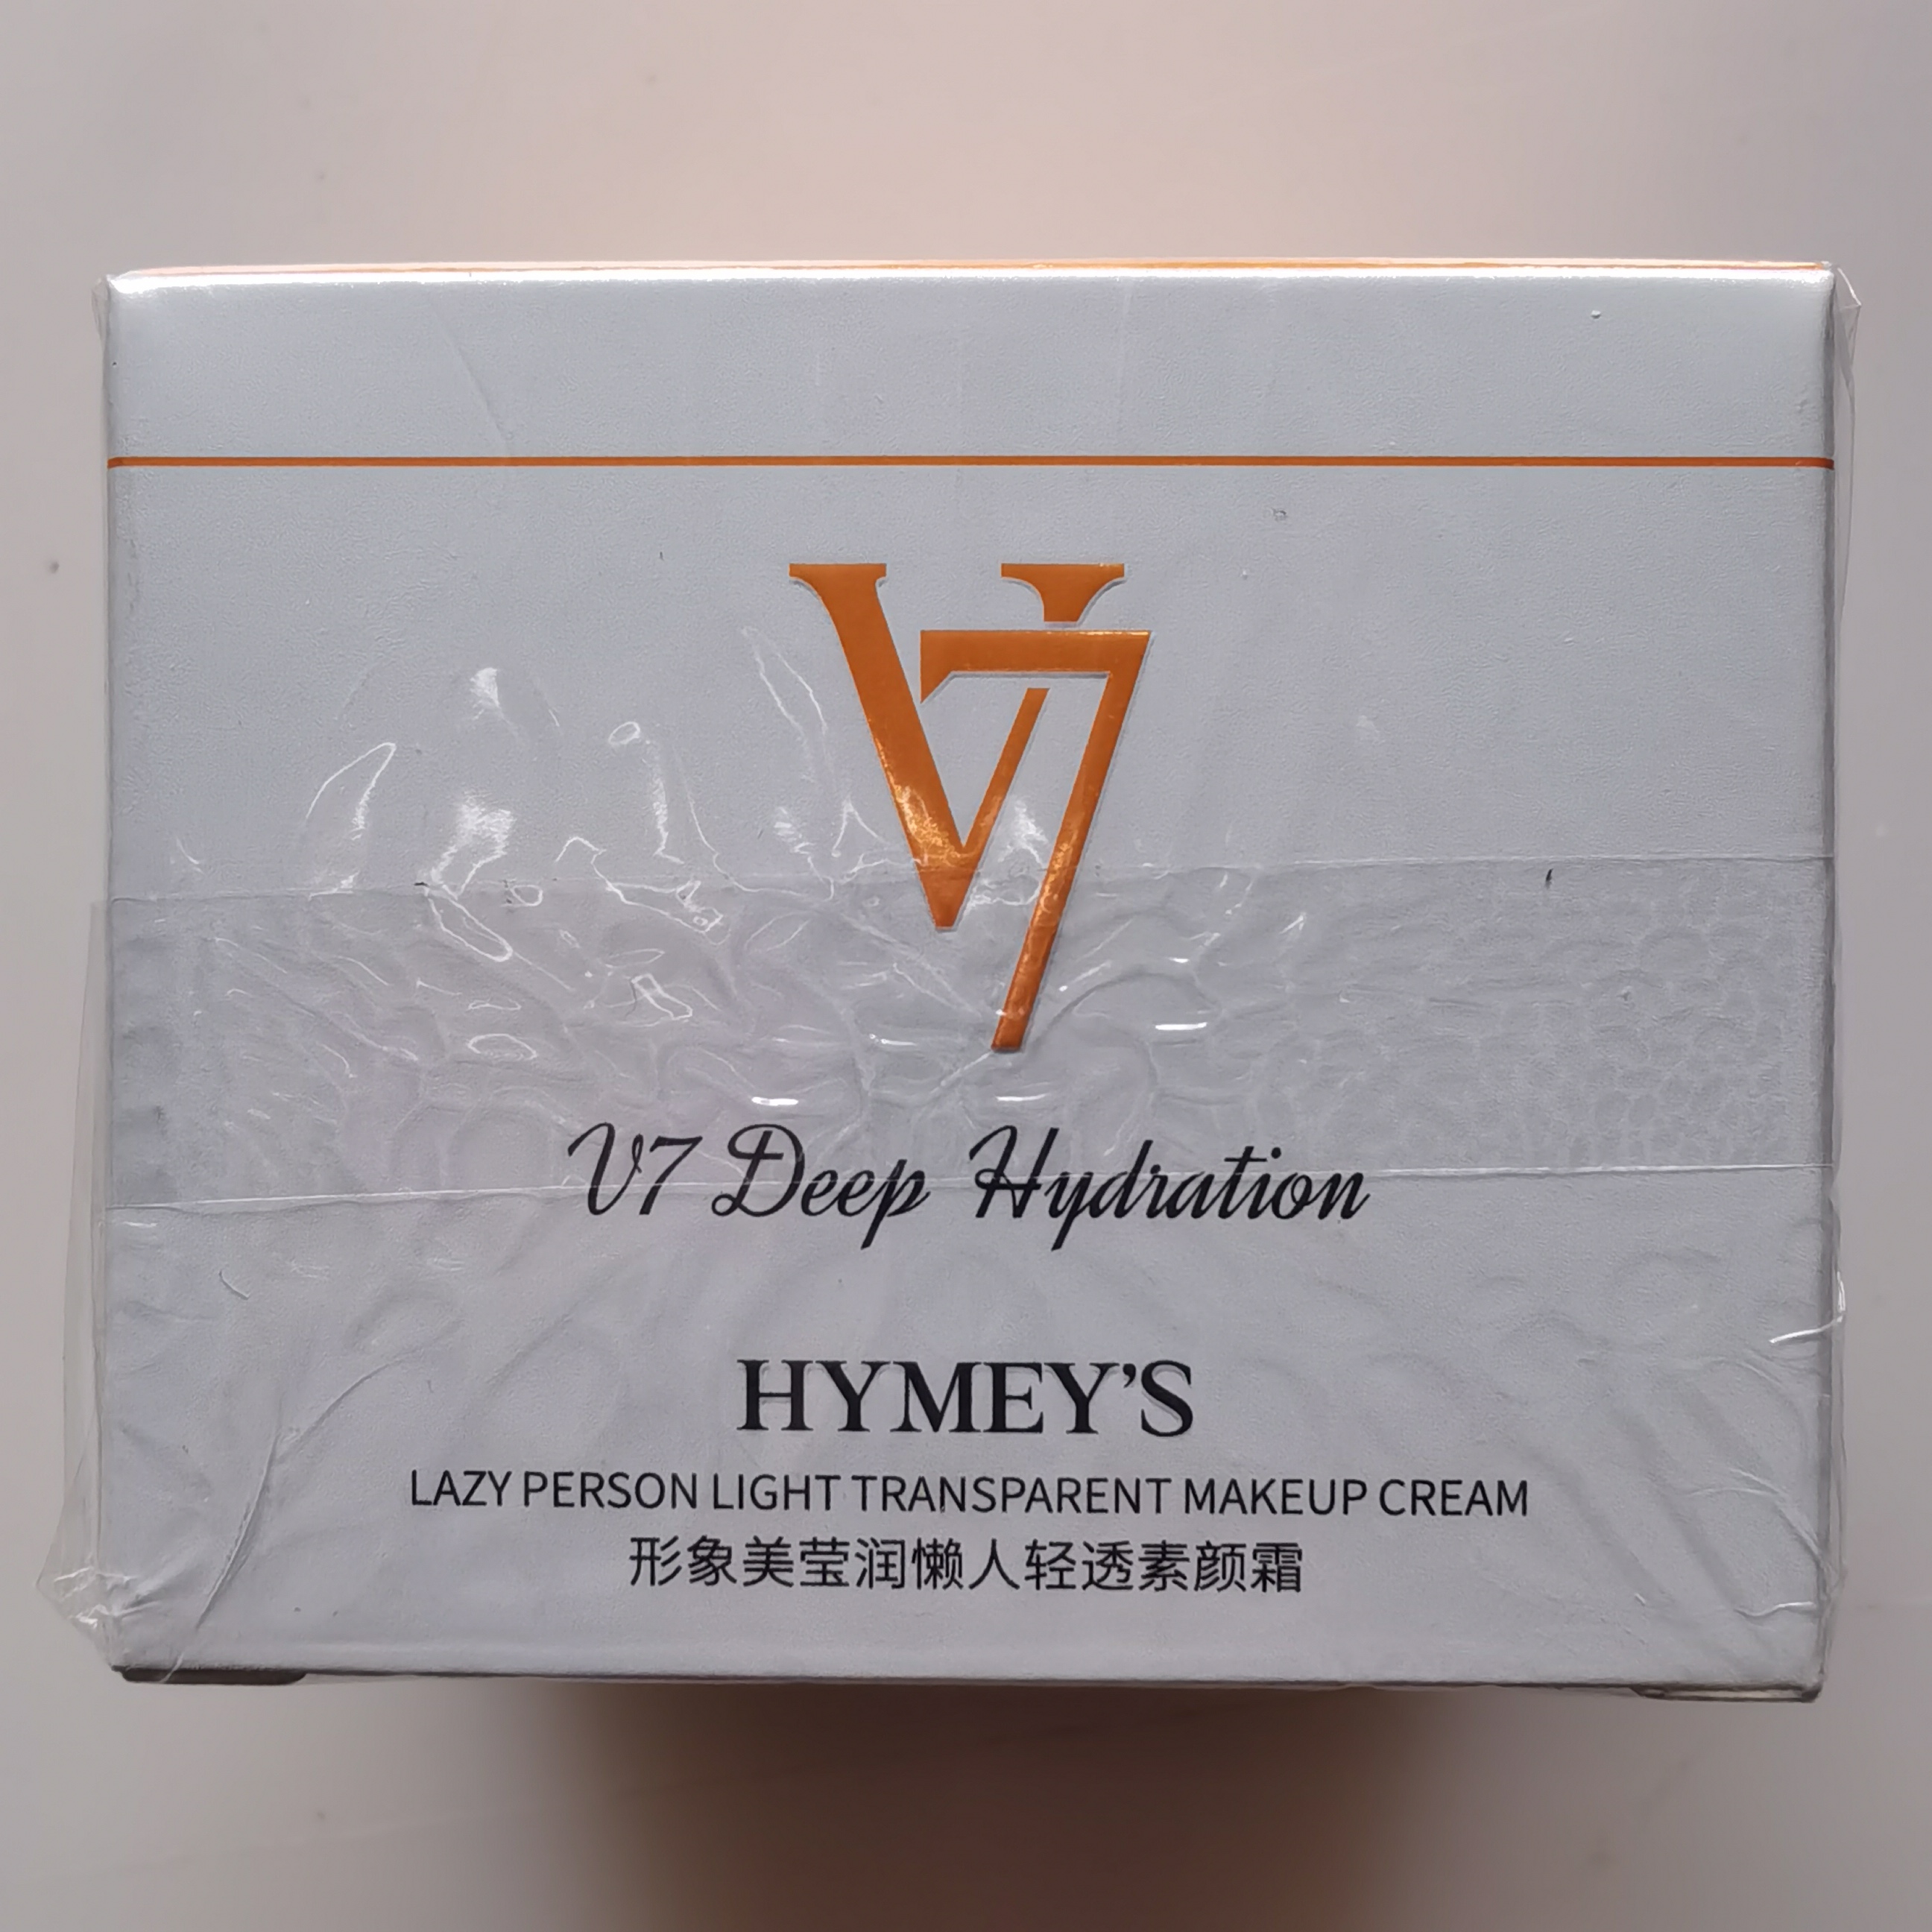 V7
V7 Deep Hydration
HYMEY'S
LAZY PERSON LIGHT TRANSPARENT MAKEUP CREAM
形象美莹润懒人轻透素颜霜